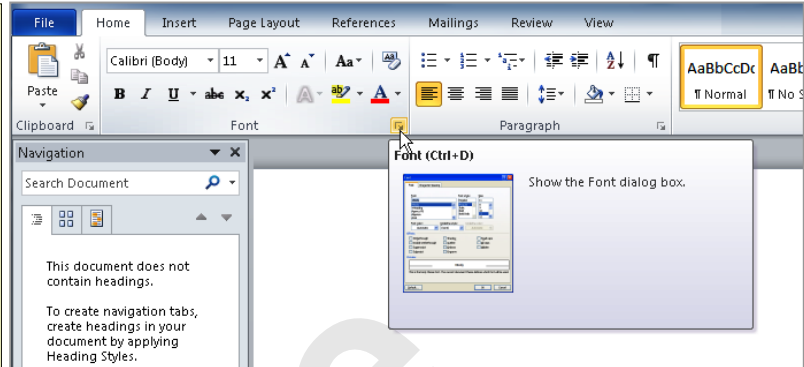 File Home Insert Page Layout References Mailings Review View
Calibri (Body) 11 A A Aa
Paste B I U abc X₂ X² A ab A
AaBbCcDc AaBb
¶ Normal ¶ No S
Clipboard Font Paragraph
Navigation
Search Document
Font (Ctrl+D)
Show the Font dialog box.
This document does not
contain headings.
To create navigation tabs,
create headings in your
document by applying
Heading Styles.